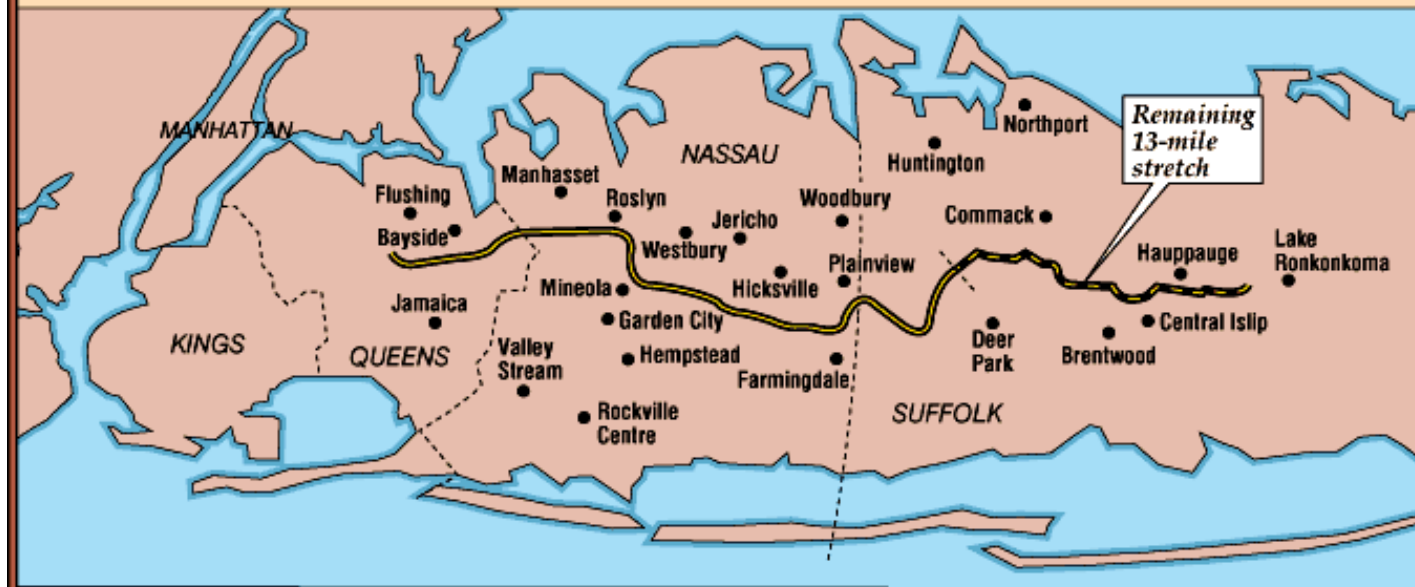 MANHATTAN
NASSAU
Northport
Remaining
13-mile
stretch
Huntington
Manhasset
Flushing
Roslyn
Woodbury
Commack
Bayside
Westbury
Jericho
Hauppauge
Lake
Ronkonkoma
Plainview
Mineola
Hicksville
Jamaica
Garden City
Central Islip
KINGS
QUEENS
Valley
Stream
Hempstead
Farmingdale
Deer
Park
Brentwood
Rockville
Centre
SUFFOLK